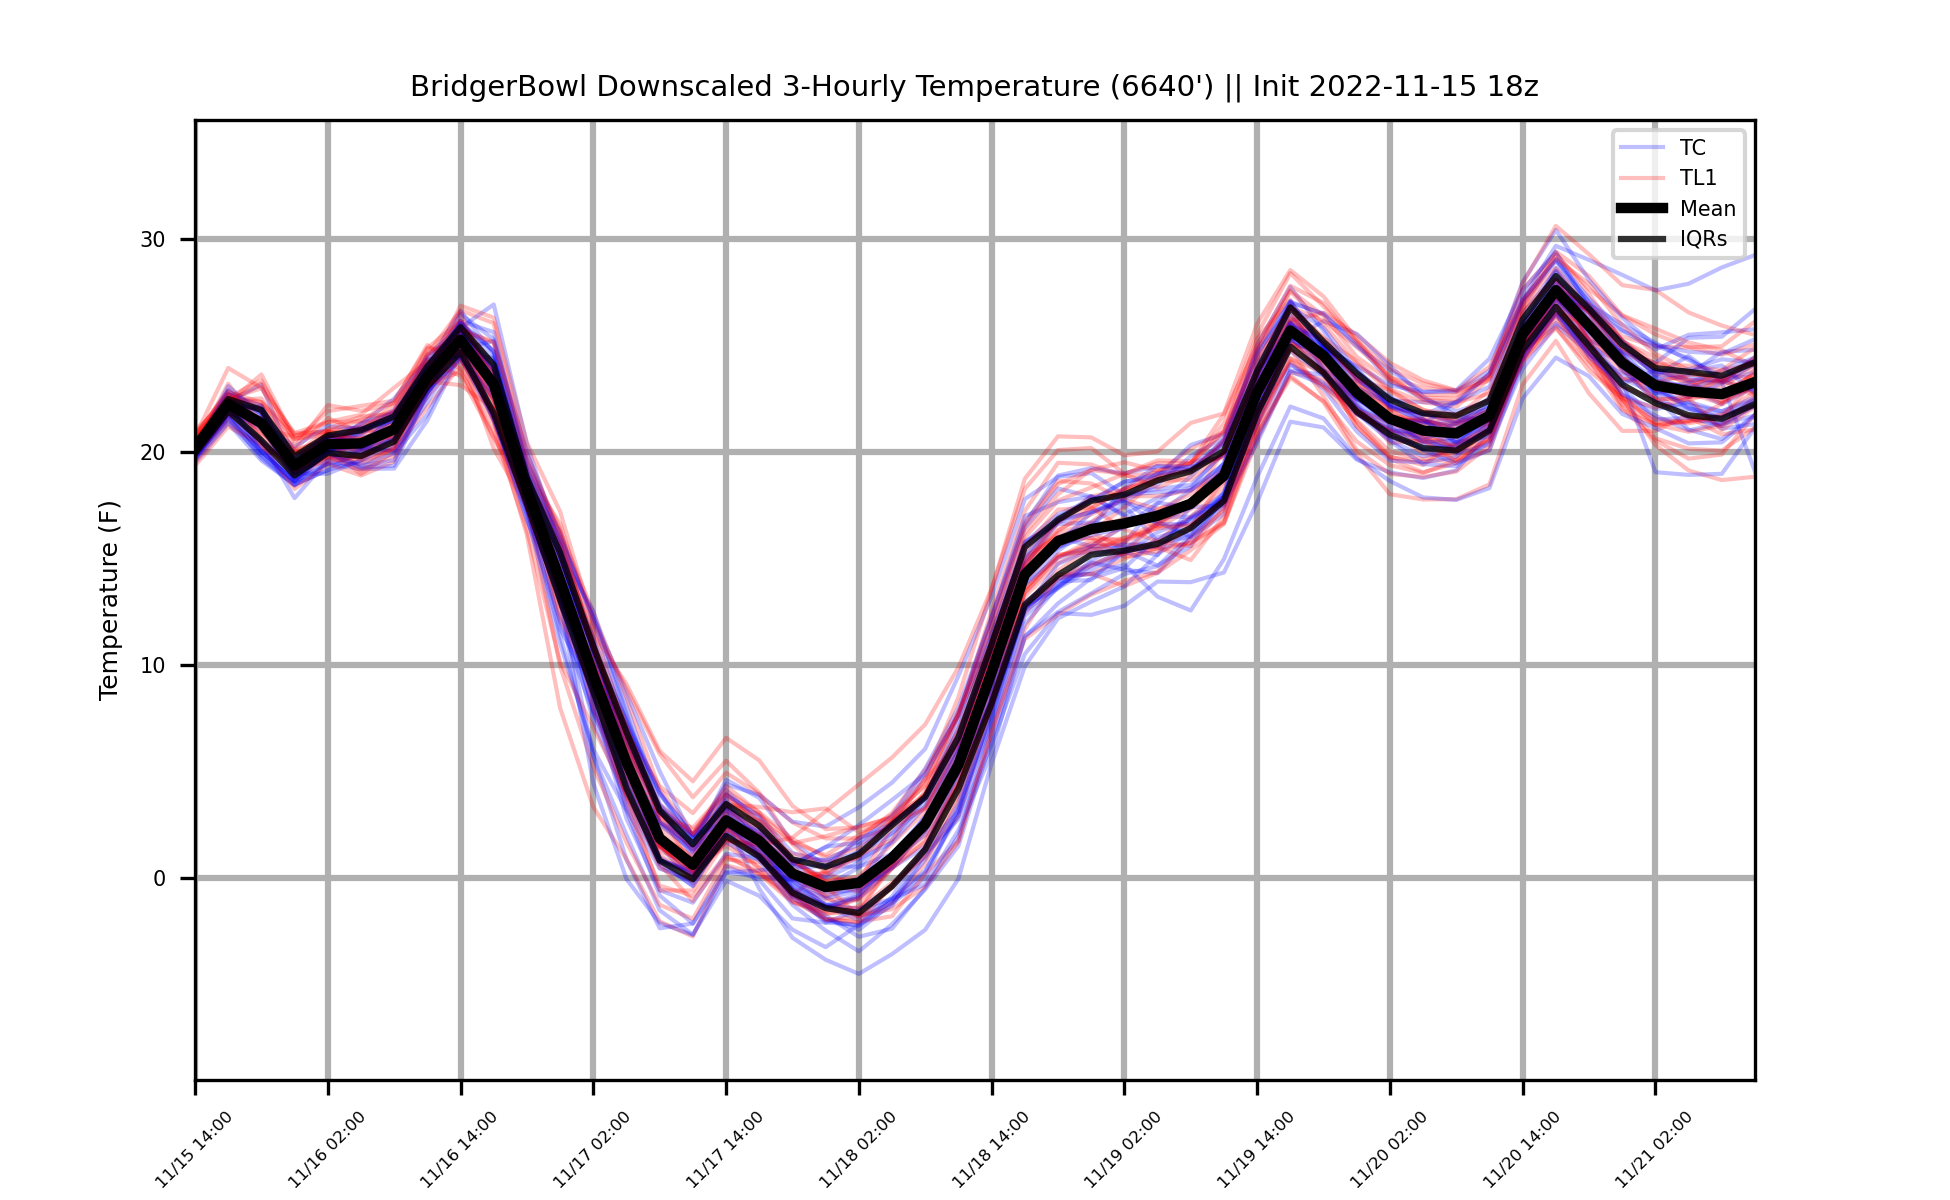 BridgerBowl Downscaled 3-Hourly Temperature (6640') || Init 2022-11-15 18z
TC
TL1
Mean
IQRs
Temperature (F)
30
20
10
0
11/15 14:00
11/16 02:00
11/16 14:00
11/17 02:00
11/17 14:00
11/18 02:00
11/18 14:00
11/19 02:00
11/19 14:00
11/20 02:00
11/20 14:00
11/21 02:00